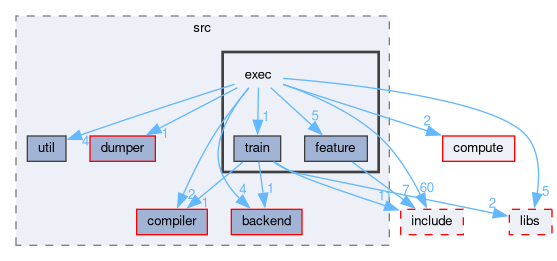 src
exec
1
5
2
4
util
1
dumper
train
feature
compute
2
1
4
1
7
60
11
2
5
compiler
backend
include
libs